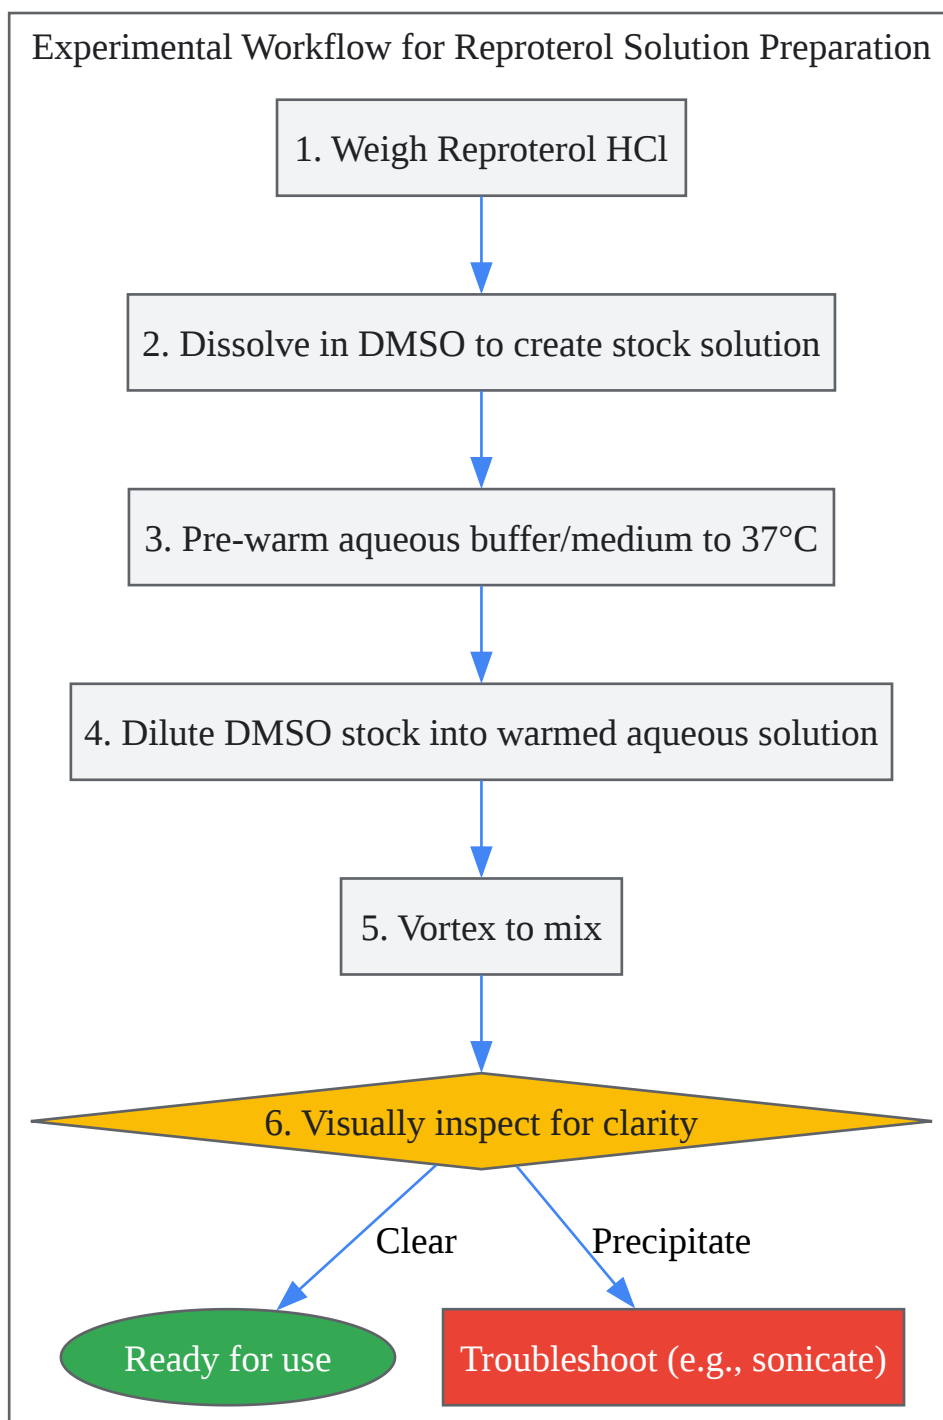 Experimental Workflow for Reproterol Solution Preparation
1. Weigh Reproterol HCl
2. Dissolve in DMSO to create stock solution
3. Pre-warm aqueous buffer/medium to 37°C
4. Dilute DMSO stock into warmed aqueous solution
5. Vortex to mix
6. Visually inspect for clarity
Clear
Precipitate
Ready for use
Troubleshoot (e.g., sonicate)